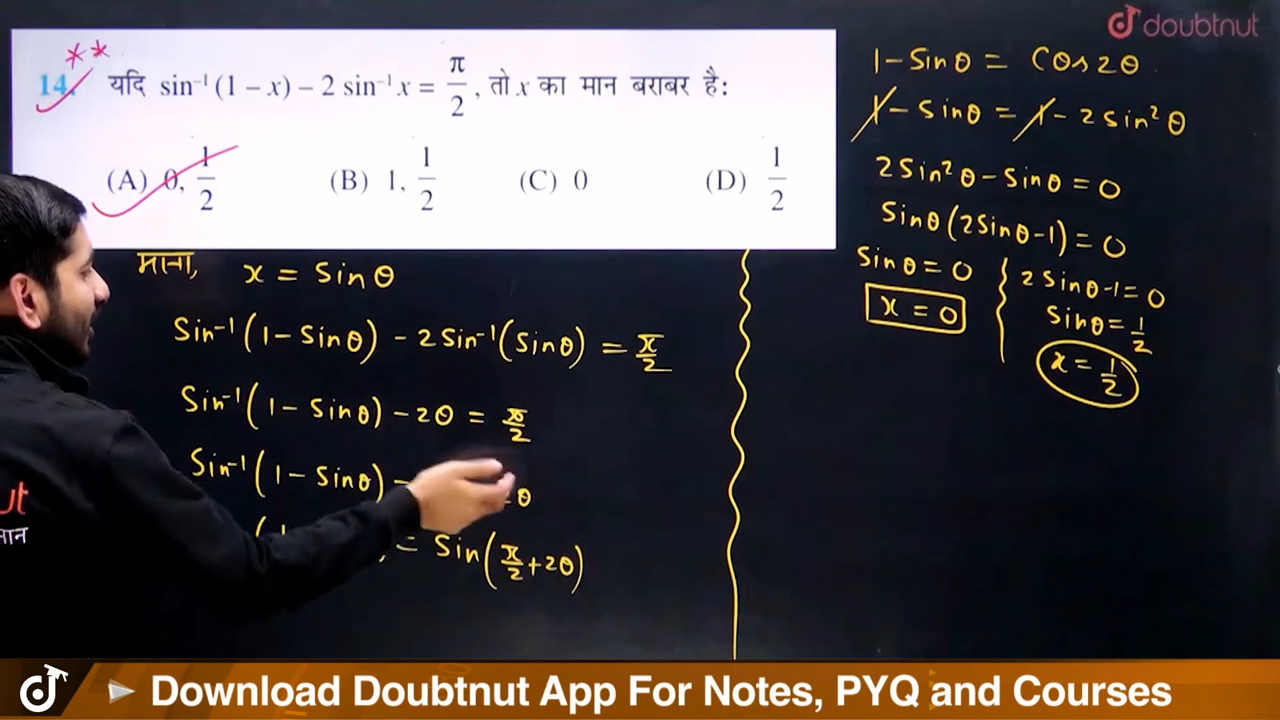 doubtnut
**
14. यदि sin⁻¹ (1 – x) – 2 sin⁻¹ x = π/2, तो x का मान बराबर है:
(A) 0, 1/2 (B) 1, 1/2 (C) 0 (D) 1/2
माना, x = Sinθ
Sin⁻¹(1 - Sinθ) - 2Sin⁻¹(Sinθ) = π/2
Sin⁻¹(1 - Sinθ) - 2θ = π/2
Sin⁻¹(1 - Sinθ) = θ
( = Sin(π/2 + 2θ)
1 - Sinθ = Cos2θ
1 - Sinθ = 1 - 2Sin²θ
2Sin²θ - Sinθ = 0
Sinθ(2Sinθ-1) = 0
Sinθ = 0
x = 0
2Sinθ-1 = 0
Sinθ = 1/2
x = 1/2
ut
मान
Download Doubtnut App For Notes, PYQ and Courses